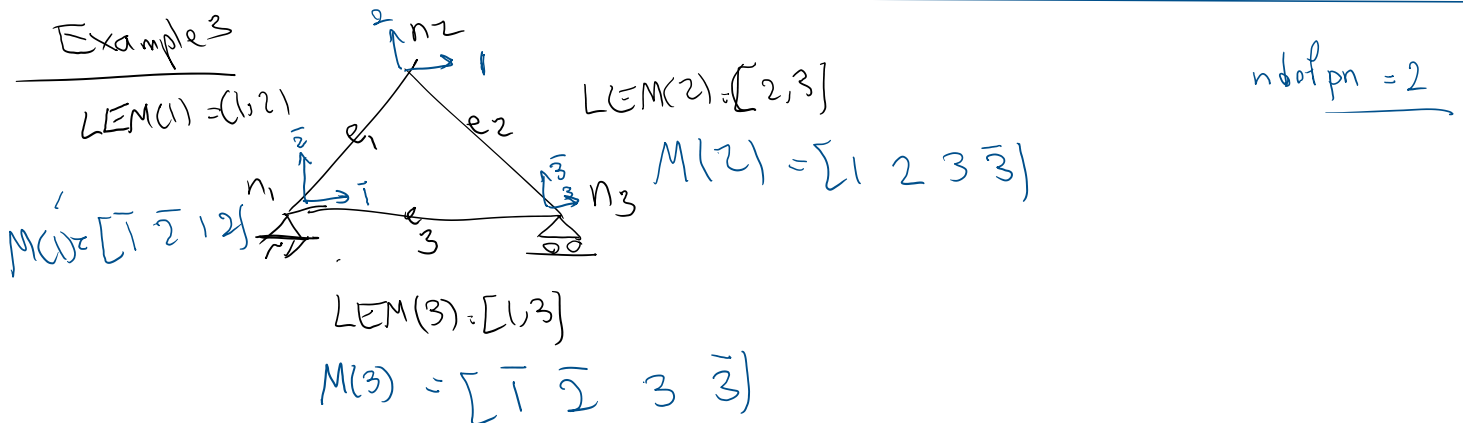 Example 3
2
n2
1
ndofpn = 2
LEM(1) = (1,2)
LEM(2) = [2,3]
e1
e2
M(2) = [1 2 3 3̅]
2̅
n1
1̅
3̅
3
n3
M(1) = [1̅ 2̅ 1 2]
e
3
LEM(3) = [1,3]
M(3) = [1̅ 2̅ 3 3̅]